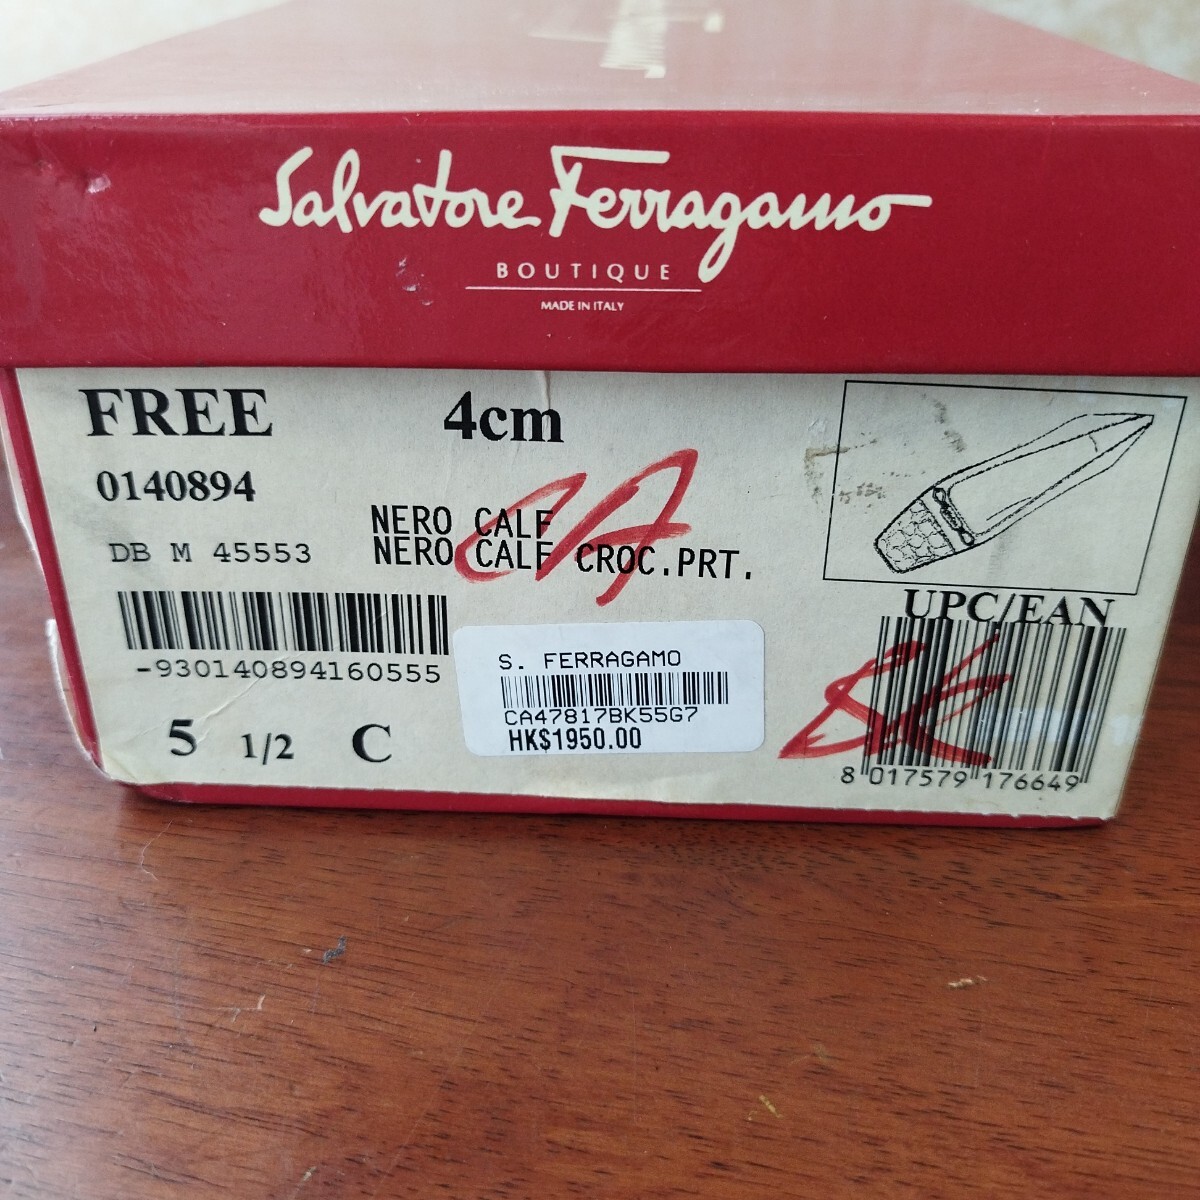 Salvatore Ferragamo
BOUTIQUE
MADE IN ITALY
FREE 4cm
0140894
DB M 45553
NERO CALF
NERO CALF CROC.PRT.
CA
-930140894160555
5 1/2 C
S. FERRAGAMO
CA47817BK55G7
HK$1950.00
UPC/EAN
8 017579 176649